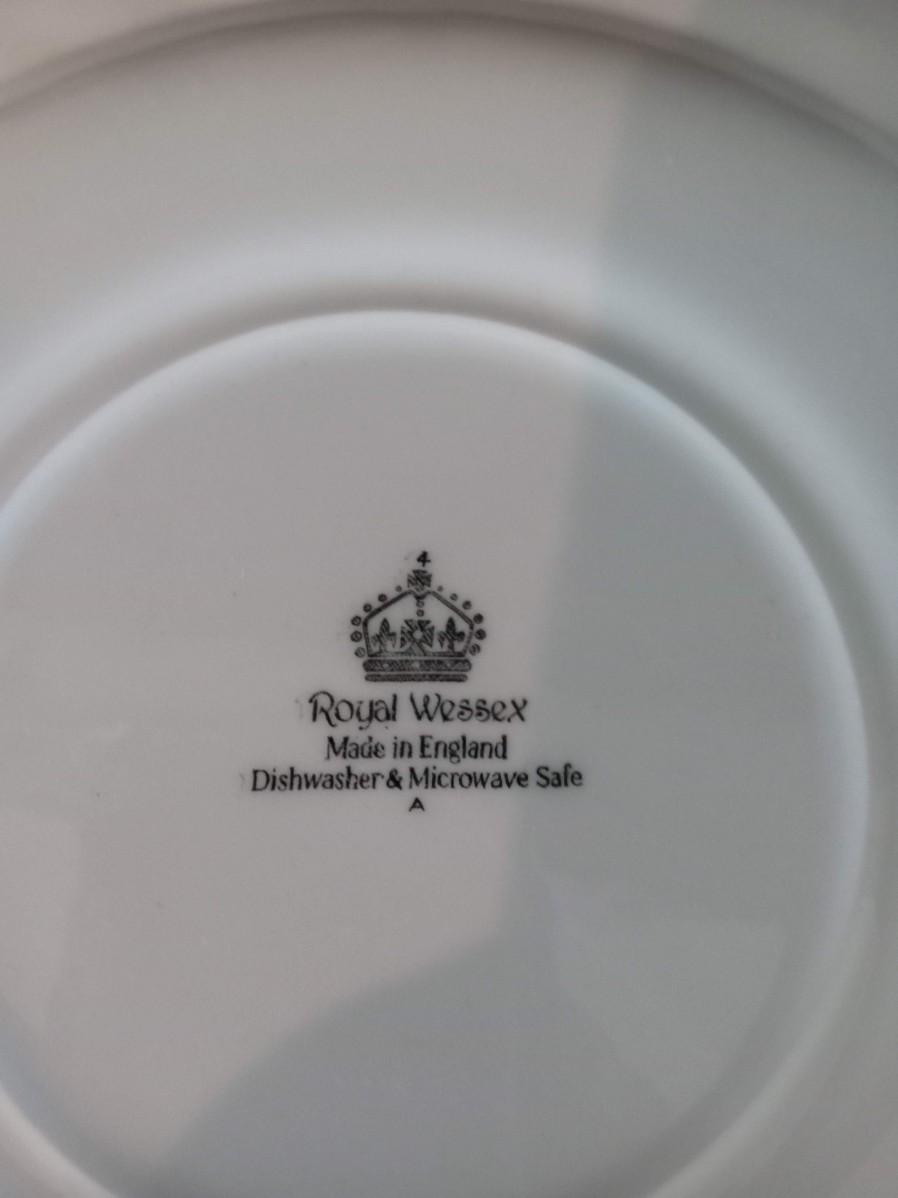 4
Royal Wessex
Made in England
Dishwasher & Microwave Safe
A